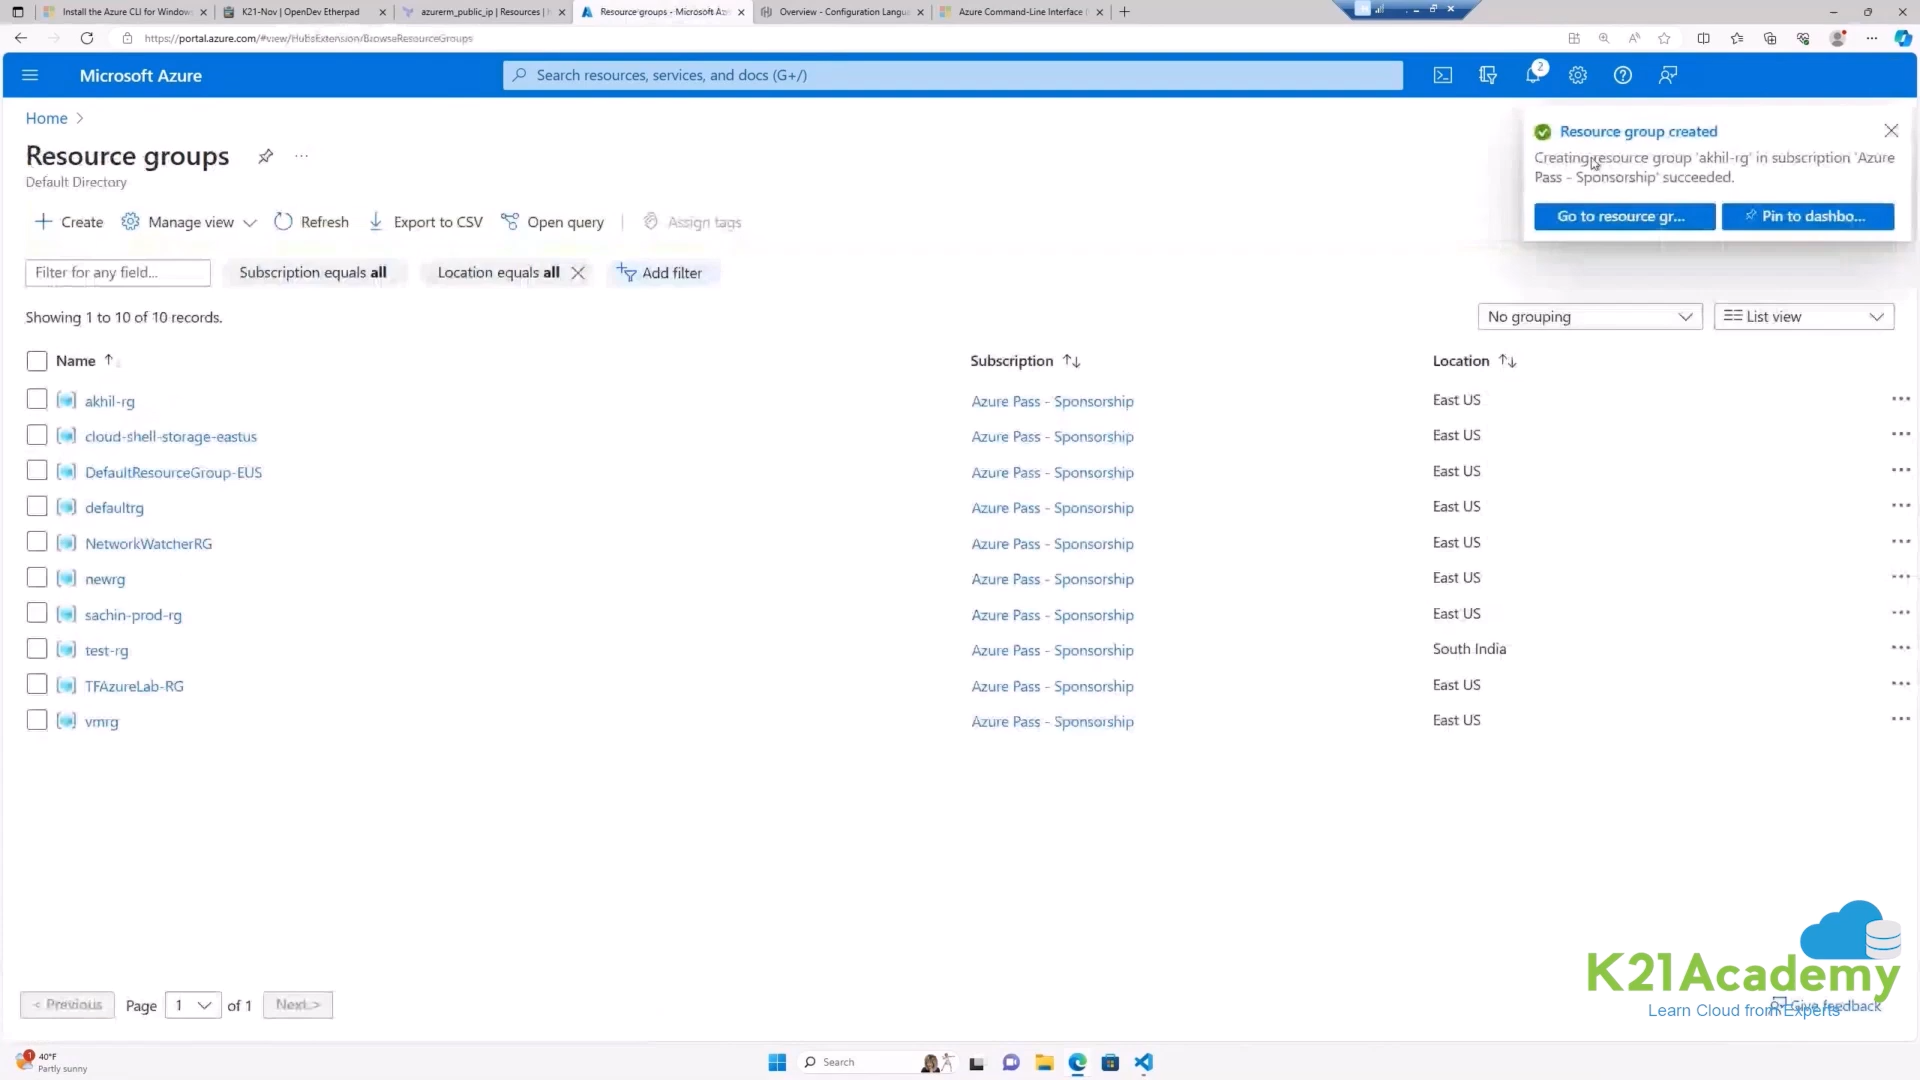 Install the Azure CLI for Window
K21-Nov | OpenDev Etherpad
azurerm_public_ip | Resources |
Resource groups - Microsoft Az
Overview - Configuration Langu
Azure Command-Line Interface
https://portal.azure.com/#view/HubsExtension/BrowseResourceGroups
Microsoft Azure
Search resources, services, and docs (G+/)
2
Home >
Resource groups
Default Directory
Resource group created
Creating resource group 'akhil-rg' in subscription 'Azure
Pass - Sponsorship' succeeded.
Go to resource gr...
Pin to dashbo...
Create
Manage view
Refresh
Export to CSV
Open query
Assign tags
Filter for any field...
Subscription equals all
Location equals all
Add filter
Showing 1 to 10 of 10 records.
No grouping
List view
Name
Subscription
Location
akhil-rg Azure Pass - Sponsorship East US
cloud-shell-storage-eastus Azure Pass - Sponsorship East US
DefaultResourceGroup-EUS Azure Pass - Sponsorship East US
defaultrg Azure Pass - Sponsorship East US
NetworkWatcherRG Azure Pass - Sponsorship East US
newrg Azure Pass - Sponsorship East US
sachin-prod-rg Azure Pass - Sponsorship East US
test-rg Azure Pass - Sponsorship South India
TFAzureLab-RG Azure Pass - Sponsorship East US
vmrg Azure Pass - Sponsorship East US
K21Academy
Learn Cloud from Experts
Give feedback
< Previous
Page 1 of 1
Next >
1
40°F
Partly sunny
Search